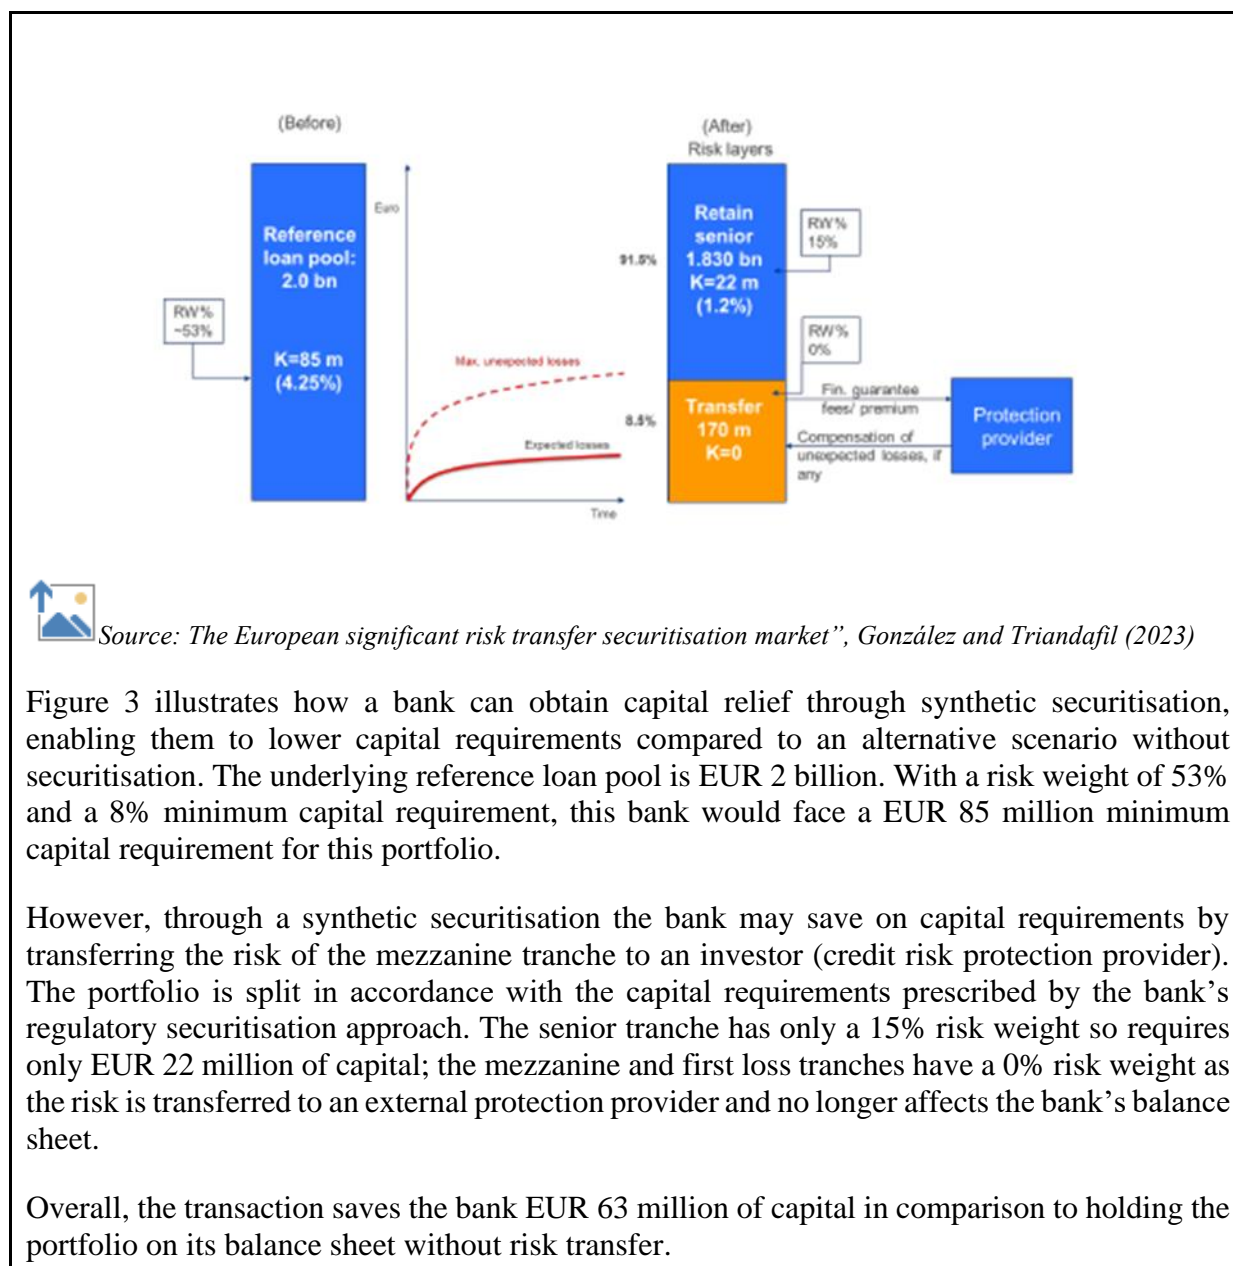 (Before)
(After)
Risk layers
Euro
Reference
loan pool:
2.0 bn
K=85 m
(4.25%)
RW%
~53%
Max. unexpected losses
Expected losses
Time
91.5%
8.5%
Retain
senior
1.830 bn
K=22 m
(1.2%)
RW%
15%
RW%
0%
Transfer
170 m
K=0
Fin. guarantee
fees/ premium
Compensation of
unexpected losses, if
any
Protection
provider
Source: The European significant risk transfer securitisation market”, González and Triandafil (2023)
Figure 3 illustrates how a bank can obtain capital relief through synthetic securitisation,
enabling them to lower capital requirements compared to an alternative scenario without
securitisation. The underlying reference loan pool is EUR 2 billion. With a risk weight of 53%
and a 8% minimum capital requirement, this bank would face a EUR 85 million minimum
capital requirement for this portfolio.
However, through a synthetic securitisation the bank may save on capital requirements by
transferring the risk of the mezzanine tranche to an investor (credit risk protection provider).
The portfolio is split in accordance with the capital requirements prescribed by the bank’s
regulatory securitisation approach. The senior tranche has only a 15% risk weight so requires
only EUR 22 million of capital; the mezzanine and first loss tranches have a 0% risk weight as
the risk is transferred to an external protection provider and no longer affects the bank’s balance
sheet.
Overall, the transaction saves the bank EUR 63 million of capital in comparison to holding the
portfolio on its balance sheet without risk transfer.